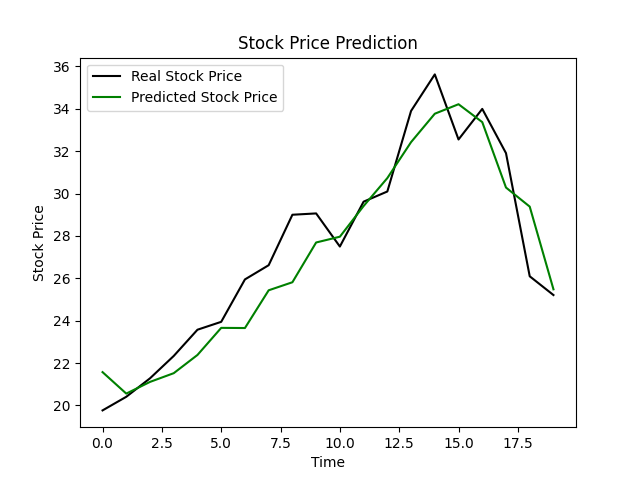 Stock Price Prediction
Real Stock Price
Predicted Stock Price
36
34
32
30
28
26
24
22
20
Stock Price
0.0 2.5 5.0 7.5 10.0 12.5 15.0 17.5
Time